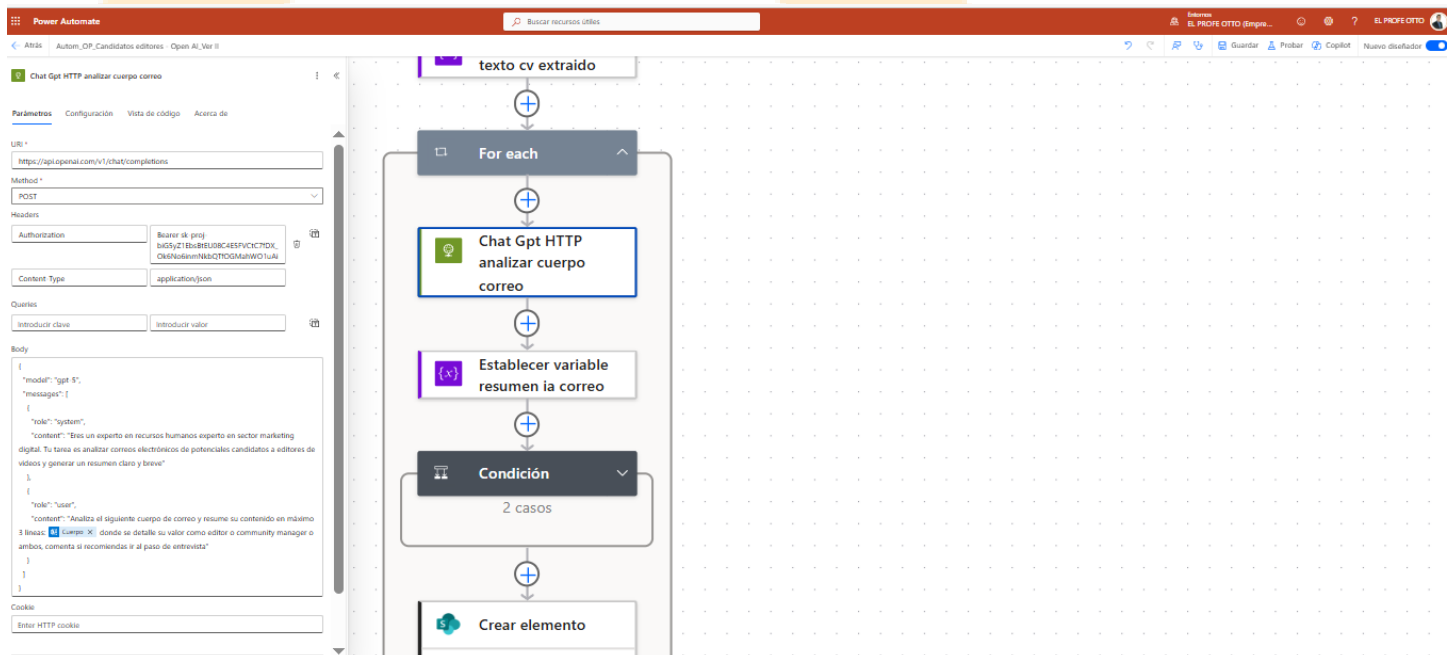 Power Automate
Buscar recursos útiles
Entornos
EL PROFE OTTO (Empre...
?
EL PROFE OTTO
Atrás
Autom_OP_Candidatos editores - Open AI_Ver II
Guardar
Probar
Copilot
Nuevo diseñador
Chat Gpt HTTP analizar cuerpo correo
Parámetros
Configuración
Vista de código
Acerca de
URI *
https://api.openai.com/v1/chat/completions
Method *
POST
Headers
Authorization
Bearer sk-proj-
Content-Type
application/json
Queries
Introducir clave
Introducir valor
Body
{
"model": "gpt-5",
"messages": [
{
"role": "system",
"content": "Eres un experto en recursos humanos experto en sector marketing
digital. Tu tarea es analizar correos electrónicos de potenciales candidatos a editores de
videos y generar un resumen claro y breve"
},
{
"role": "user",
"content": "Analiza el siguiente cuerpo de correo y resume su contenido en máximo
3 líneas: Cuerpo × donde se detalle su valor como editor o community manager o
ambos, comenta si recomiendas ir al paso de entrevista"
}
]
}
Cookie
Enter HTTP cookie
texto cv extraido
For each
Chat Gpt HTTP
analizar cuerpo
correo
{x}
Establecer variable
resumen ia correo
Condición
2 casos
Crear elemento